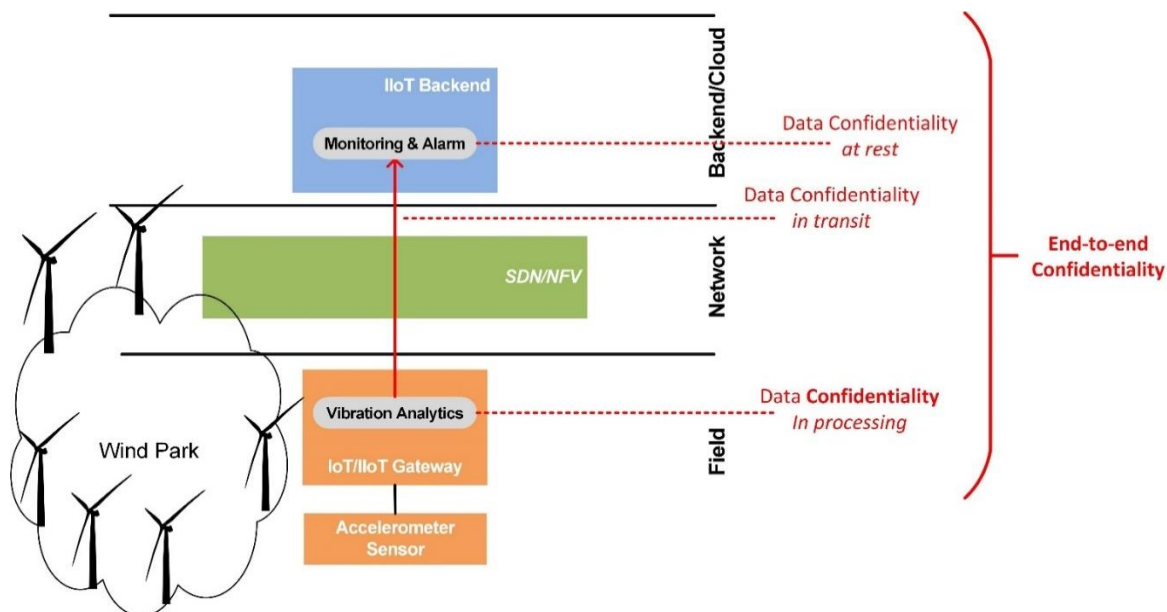 IIoT Backend
Monitoring & Alarm
Backend/Cloud
Data Confidentiality
at rest
Data Confidentiality
in transit
SDN/NFV
Network
End-to-end
Confidentiality
Wind Park
Vibration Analytics
IoT/IIoT Gateway
Accelerometer
Sensor
Field
Data Confidentiality
In processing